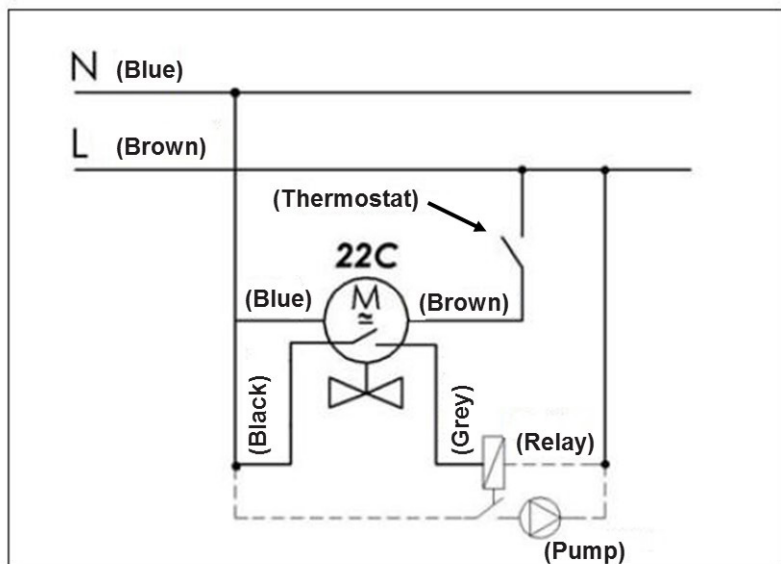 N (Blue)
L (Brown)
(Thermostat)
22C
(Blue)
M
≃
(Brown)
(Black)
(Grey)
(Relay)
(Pump)